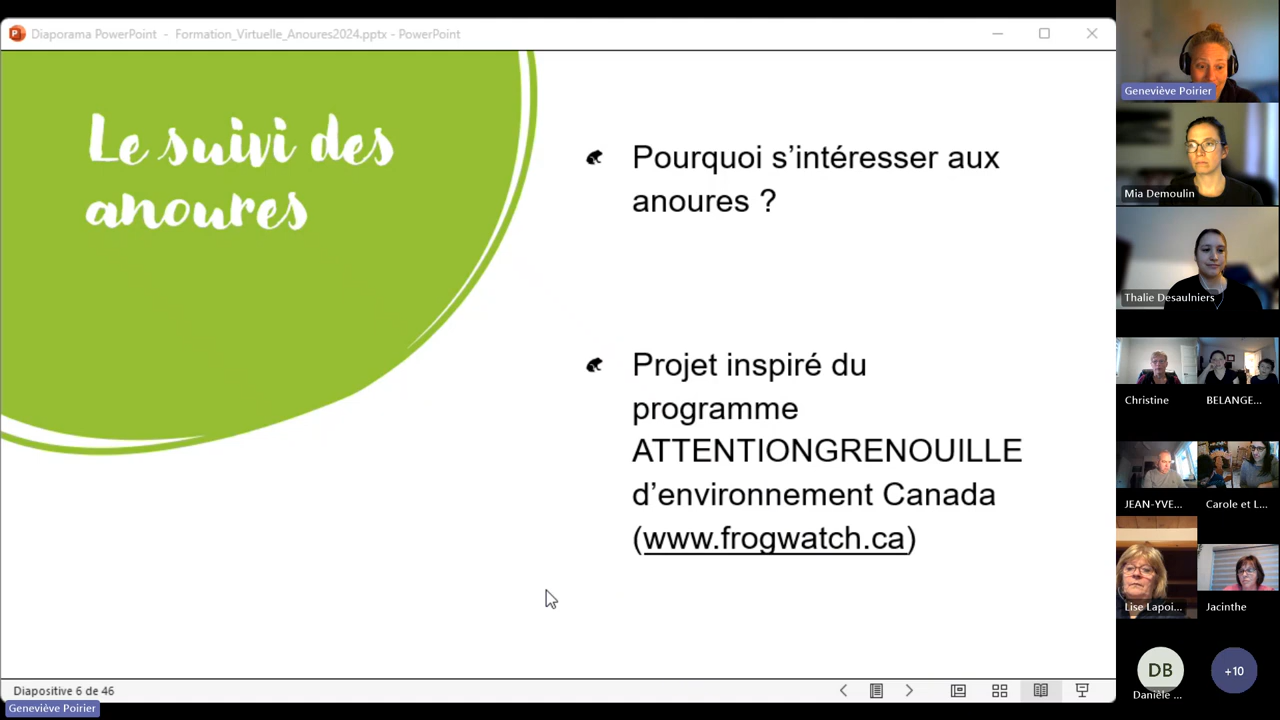 Diaporama PowerPoint - Formation_Virtuelle_Anoures2024.pptx - PowerPoint
Le suivi des
anoures
Pourquoi s’intéresser aux
anoures ?
Projet inspiré du
programme
ATTENTIONGRENOUILLE
d’environnement Canada
(www.frogwatch.ca)
Diapositive 6 de 46
Geneviève Poirier
Geneviève Poirier
Mia Demoulin
Thalie Desaulniers
Christine
BELANGE...
JEAN-YVE...
Carole et L...
Lise Lapoi...
Jacinthe
DB
Danièle ...
+10